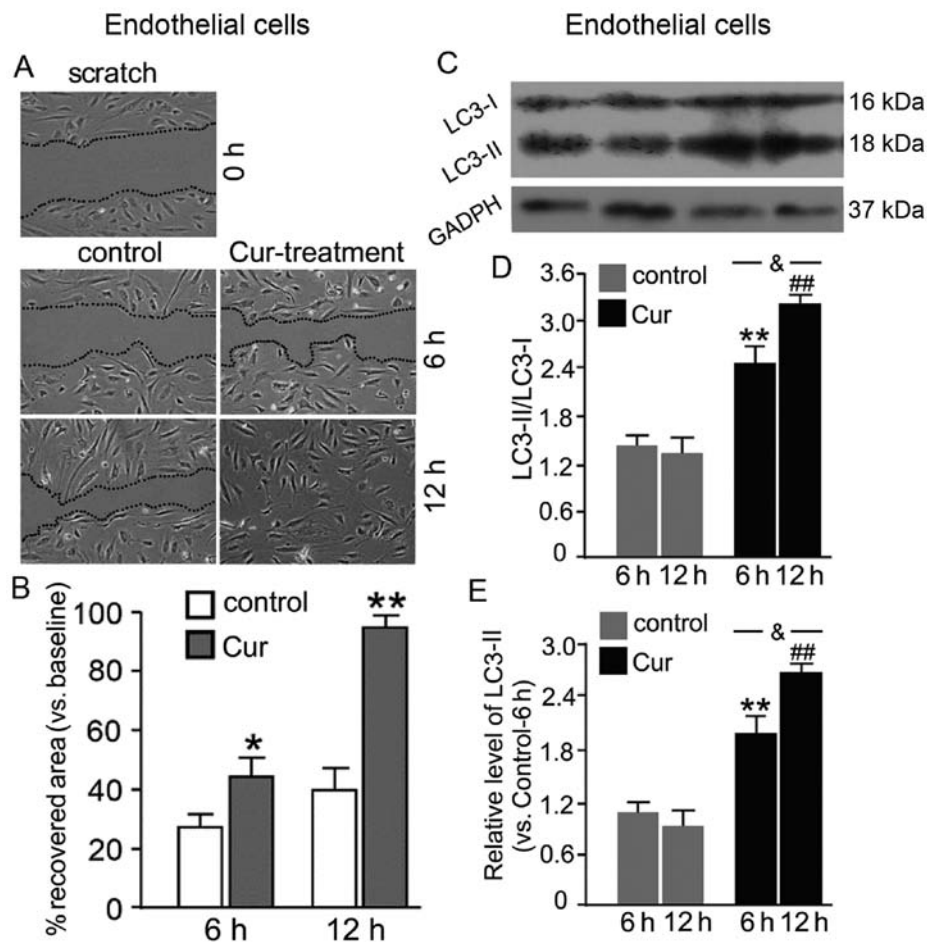 Endothelial cells
Endothelial cells
A
scratch
0 h
control
Cur-treatment
6 h
12 h
B
% recovered area (vs. baseline)
100
80
60
40
20
0
control
Cur
*
**
6 h
12 h
C
LC3-I
LC3-II
GADPH
16 kDa
18 kDa
37 kDa
D
LC3-II/LC3-I
3.6
3.0
2.4
1.8
1.2
0.6
0
control
Cur
&
**
##
6 h 12 h
6 h 12 h
E
Relative level of LC3-II
(vs. Control-6 h)
3.0
2.4
1.8
1.2
0.6
0
control
Cur
&
**
##
6 h 12 h
6 h 12 h